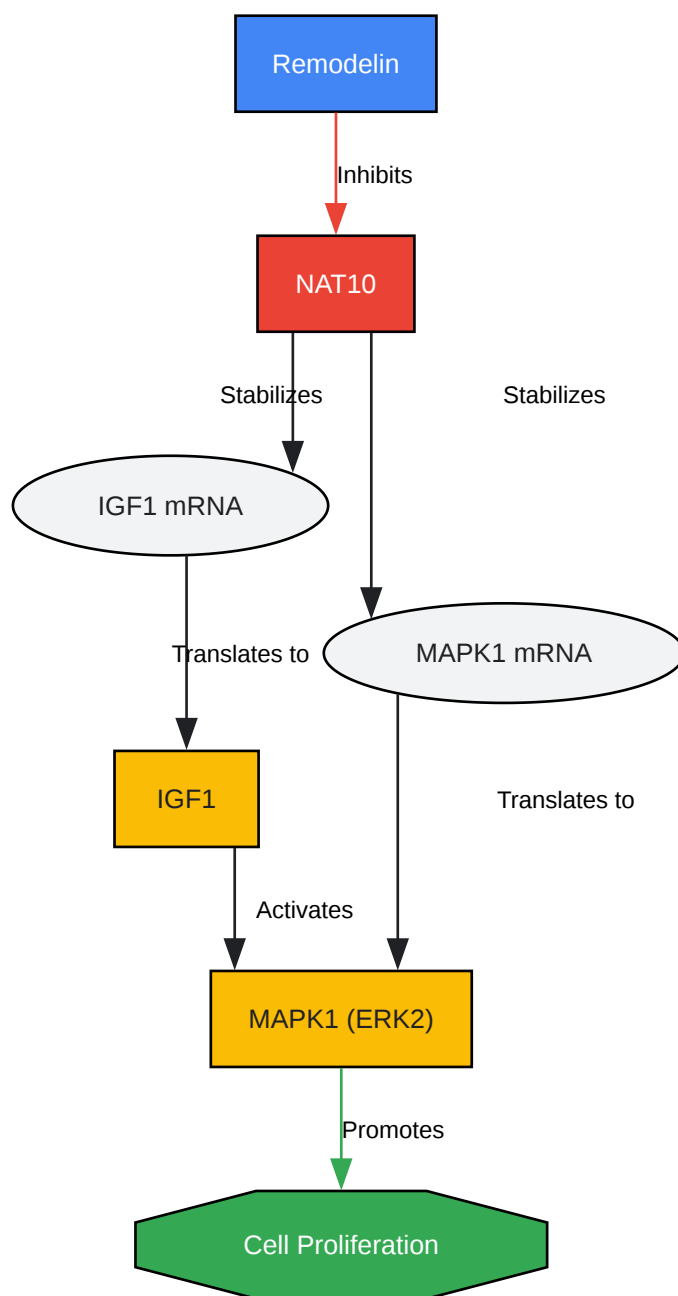 Remodelin
Inhibits
NAT10
Stabilizes
Stabilizes
IGF1 mRNA
Translates to
MAPK1 mRNA
IGF1
Translates to
Activates
MAPK1 (ERK2)
Promotes
Cell Proliferation